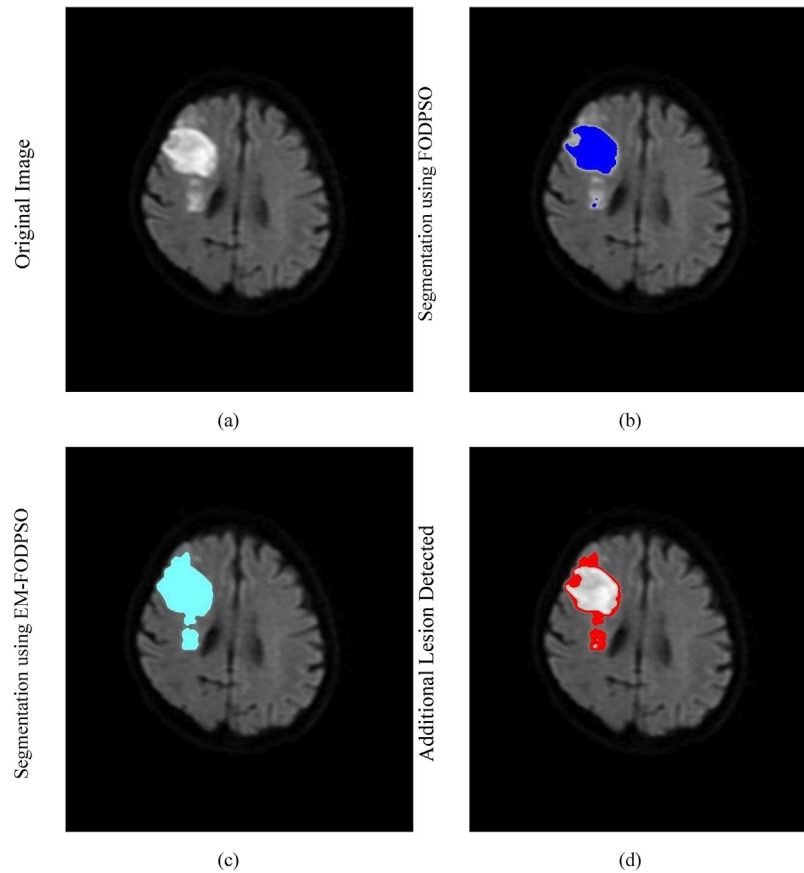 Original Image
Segmentation using FODPSO
(a)
(b)
Segmentation using EM-FODPSO
Additional Lesion Detected
(c)
(d)